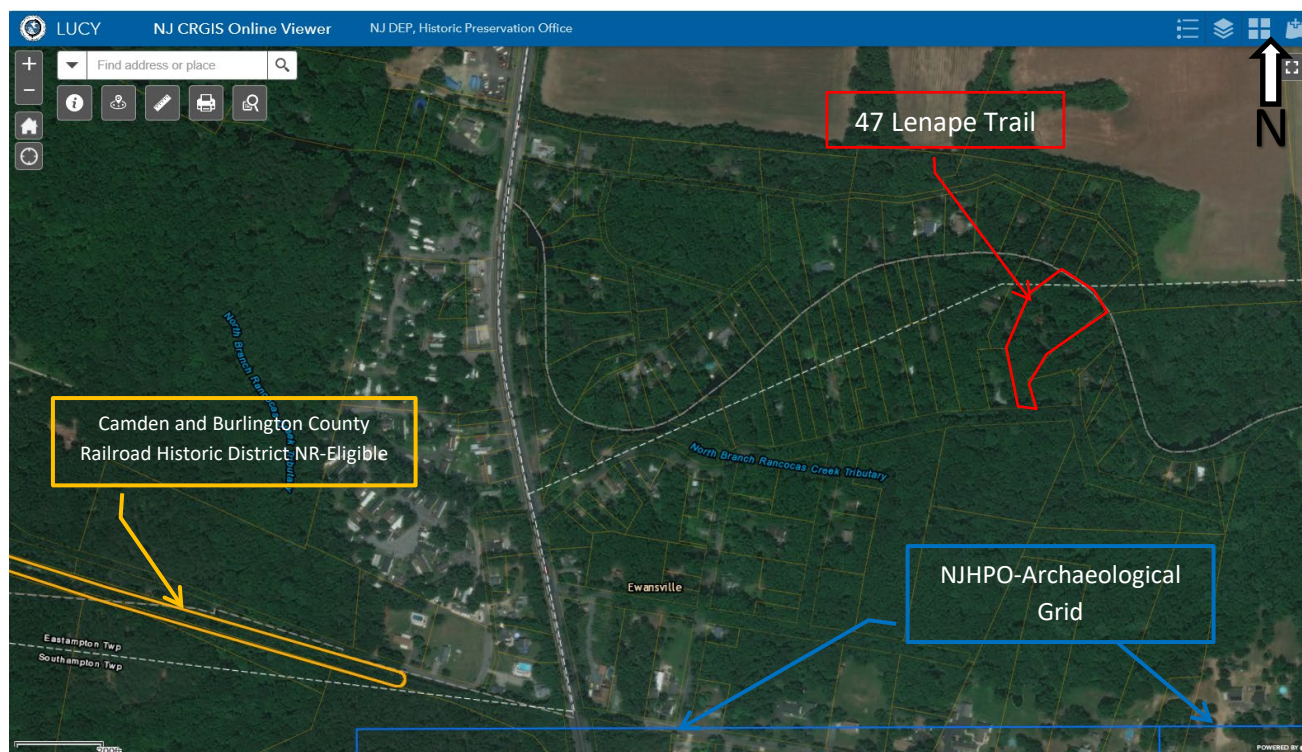 LUCY NJ CRGIS Online Viewer NJ DEP, Historic Preservation Office
Find address or place
N
47 Lenape Trail
North Branch Rancocas Creek Tributary
Camden and Burlington County
Railroad Historic District NR-Eligible
North Branch Rancocas Creek Tributary
NJHPO-Archaeological
Grid
Ewansville
Eastampton Twp
Southampton Twp
POWERED BY